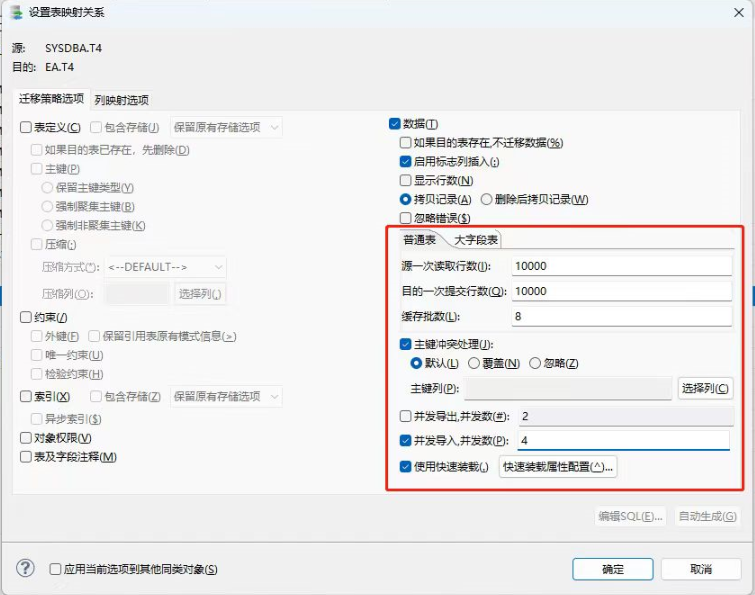 设置表映射关系
源: SYSDBA.T4
目的: EA.T4
迁移策略选项 列映射选项
表定义(C) 包含存储(J) 保留原有存储选项
如果目的表已存在，先删除(D)
主键(P)
保留主键类型(Y)
强制聚集主键(B)
强制非聚集主键(K)
压缩(;)
压缩方式(*): <--DEFAULT-->
压缩列(O): 选择列(,)
约束(/)
外键(F) 保留引用表原有模式信息(>)
唯一约束(U)
检验约束(H)
索引(X) 包含存储(Z) 保留原有存储选项
异步索引($)
对象权限(V)
表及字段注释(M)
数据(T)
如果目的表存在,不迁移数据(%)
启用标志列插入(;)
显示行数(N)
拷贝记录(A) 删除后拷贝记录(W)
忽略错误($)
普通表 大字段表
源一次读取行数(I): 10000
目的一次提交行数(Q): 10000
缓存批数(L): 8
主键冲突处理(J):
默认(L) 覆盖(N) 忽略(Z)
主键列(P): 选择列(C)
并发导出,并发数(#): 2
并发导入,并发数(P): 4
使用快速装载(,) 快速装载属性配置(^)...
编辑SQL(E)... 自动生成(G)
应用当前选项到其他同类对象(S)
确定 取消